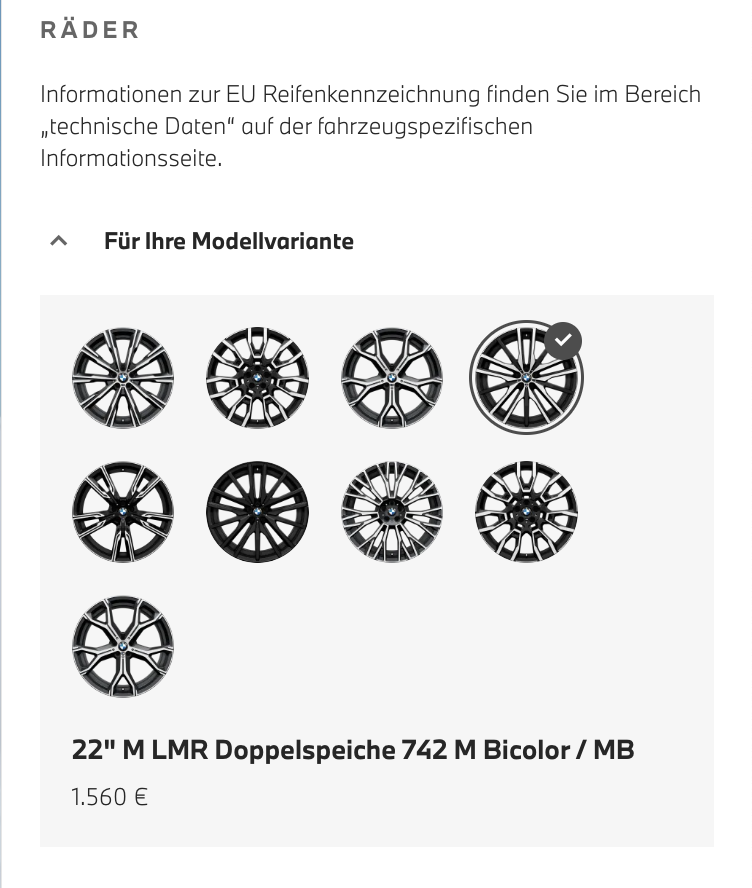 RÄDER
Informationen zur EU Reifenkennzeichnung finden Sie im Bereich
„technische Daten“ auf der fahrzeugspezifischen
Informationsseite.
Für Ihre Modellvariante
22" M LMR Doppelspeiche 742 M Bicolor / MB
1.560 €